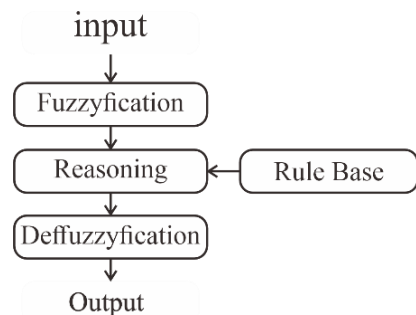 input
Fuzzyfication
Reasoning
Rule Base
Deffuzzyfication
Output